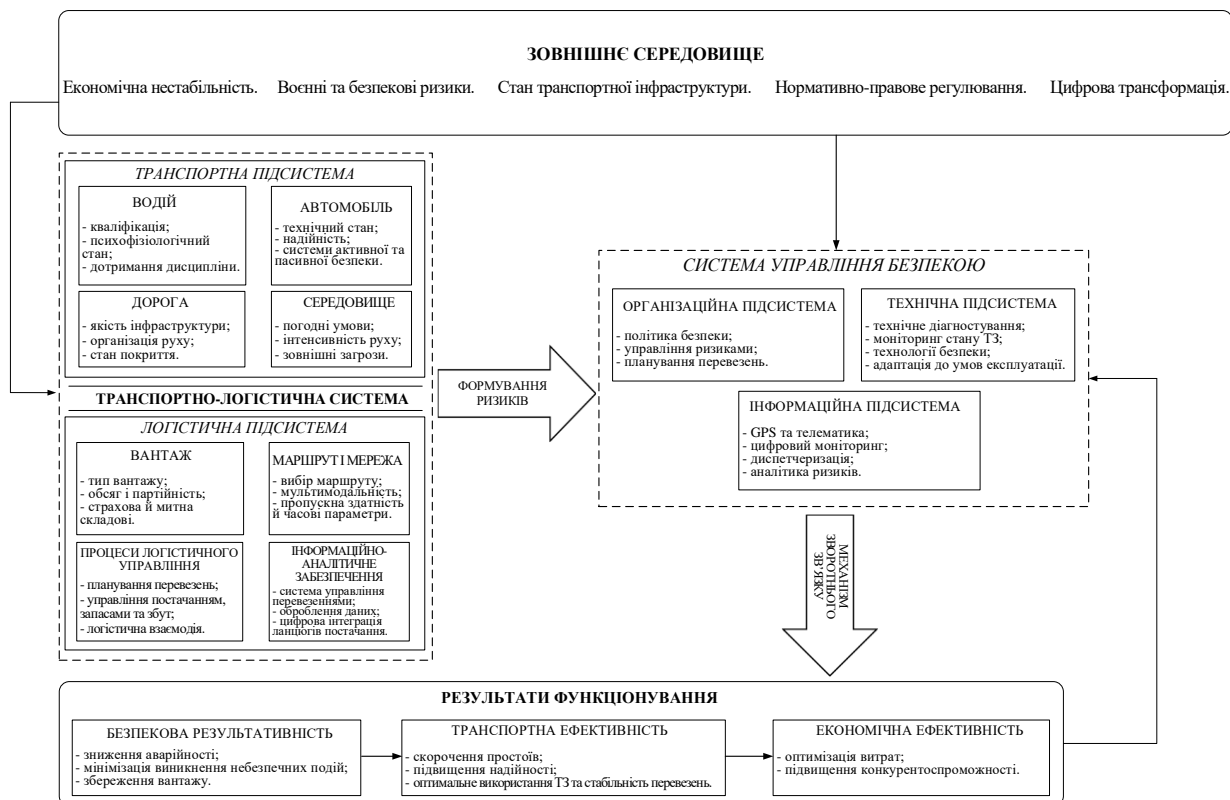 ЗОВНІШНЄ СЕРЕДОВИЩЕ
Економічна нестабільність. Воєнні та безпекові ризики. Стан транспортної інфраструктури. Нормативно-правове регулювання. Цифрова трансформація.
ТРАНСПОРТНА ПІДСИСТЕМА
ВОДІЙ
- кваліфікація;
- психофізіологічний
стан;
- дотримання дисципліни.
АВТОМОБІЛЬ
- технічний стан;
- надійність;
- системи активної та
пасивної безпеки.
ДОРОГА
- якість інфраструктури;
- організація руху;
- стан покриття.
СЕРЕДОВИЩЕ
- погодні умови;
- інтенсивність руху;
- зовнішні загрози.
ТРАНСПОРТНО-ЛОГІСТИЧНА СИСТЕМА
ЛОГІСТИЧНА ПІДСИСТЕМА
ВАНТАЖ
- тип вантажу;
- обсяг і партійність;
- страхова й митна
складові.
МАРШРУТ І МЕРЕЖА
- вибір маршруту;
- мультимодальність;
- пропускна здатність
й часові параметри.
ПРОЦЕСИ ЛОГІСТИЧНОГО
УПРАВЛІННЯ
- планування перевезень;
- управління постачанням,
запасами та збут;
- логістична взаємодія.
ІНФОРМАЦІЙНО-
АНАЛІТИЧНЕ
ЗАБЕЗПЕЧЕННЯ
- система управління
перевезеннями;
- оброблення даних;
- цифрова інтеграція
ланцюгів постачання.
ФОРМУВАННЯ
РИЗИКІВ
СИСТЕМА УПРАВЛІННЯ БЕЗПЕКОЮ
ОРГАНІЗАЦІЙНА ПІДСИСТЕМА
- політика безпеки;
- управління ризиками;
- планування перевезень.
ТЕХНІЧНА ПІДСИСТЕМА
- технічне діагностування;
- моніторинг стану ТЗ;
- технології безпеки;
- адаптація до умов експлуатації.
ІНФОРМАЦІЙНА ПІДСИСТЕМА
- GPS та телематика;
- цифровий моніторинг;
- диспетчеризація;
- аналітика ризиків.
МЕХАНІЗМ
ЗВОРОТНЬОГО
ЗВ'ЯЗКУ
РЕЗУЛЬТАТИ ФУНКЦІОНУВАННЯ
БЕЗПЕКОВА РЕЗУЛЬТАТИВНІСТЬ
- зниження аварійності;
- мінімізація виникнення небезпечних подій;
- збереження вантажу.
ТРАНСПОРТНА ЕФЕКТИВНІСТЬ
- скорочення простоїв;
- підвищення надійності;
- оптимальне використання ТЗ та стабільність перевезень.
ЕКОНОМІЧНА ЕФЕКТИВНІСТЬ
- оптимізація витрат;
- підвищення конкурентоспроможності.